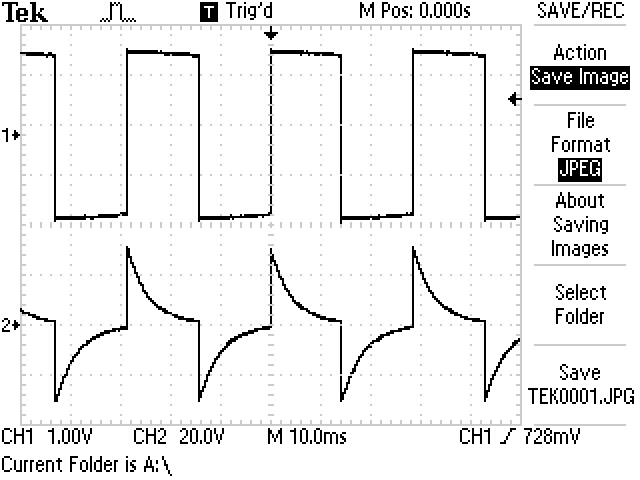 Tek T Trig'd M Pos: 0.000s SAVE/REC
Action
Save Image
1
File
Format
JPEG
About
Saving
Images
2
Select
Folder
Save
TEK0001.JPG
CH1 1.00V CH2 20.0V M 10.0ms CH1 728mV
Current Folder is A:\